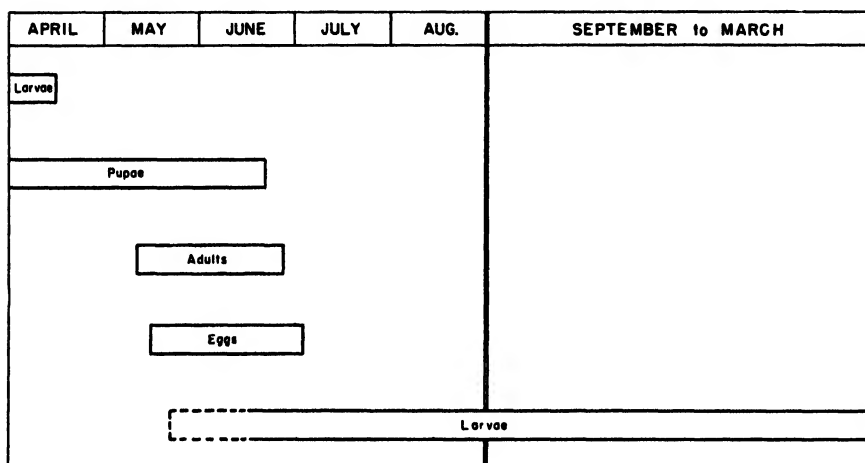 APRIL MAY JUNE JULY AUG. SEPTEMBER to MARCH
Larvae
Pupae
Adults
Eggs
Larvae